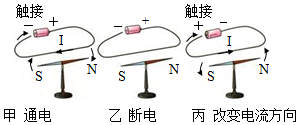 触接 触接
− + − + + −
I I
S N S N S N
甲 通电 乙 断电 丙 改变电流方向